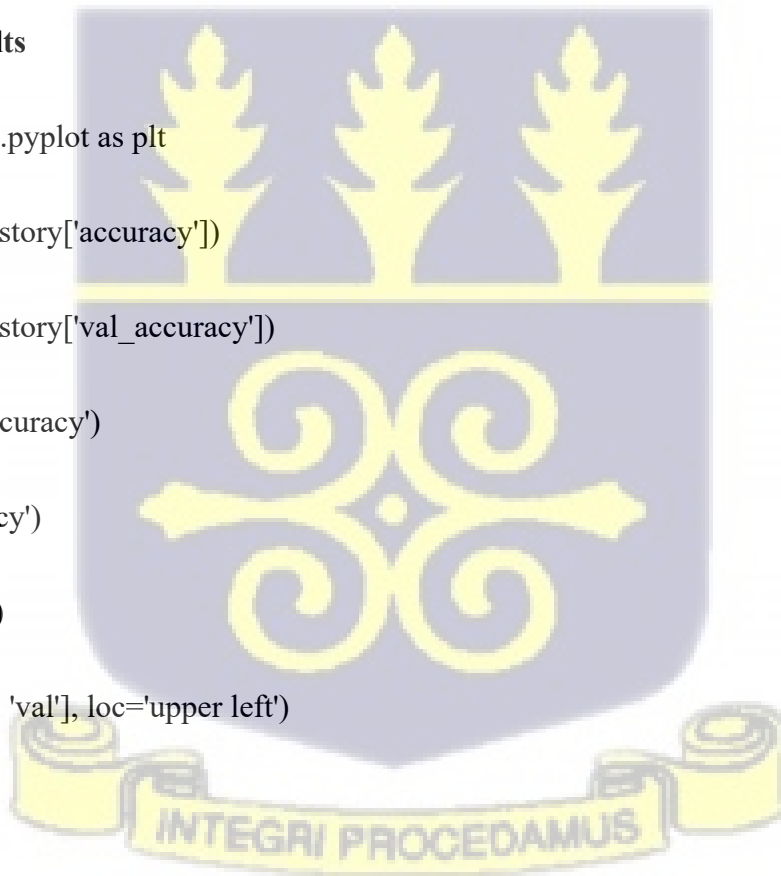 lts
.pyplot as plt
story['accuracy'])
story['val_accuracy'])
curacy')
cy')
)
'val'], loc='upper left')
INTEGRI PROCEDAMUS